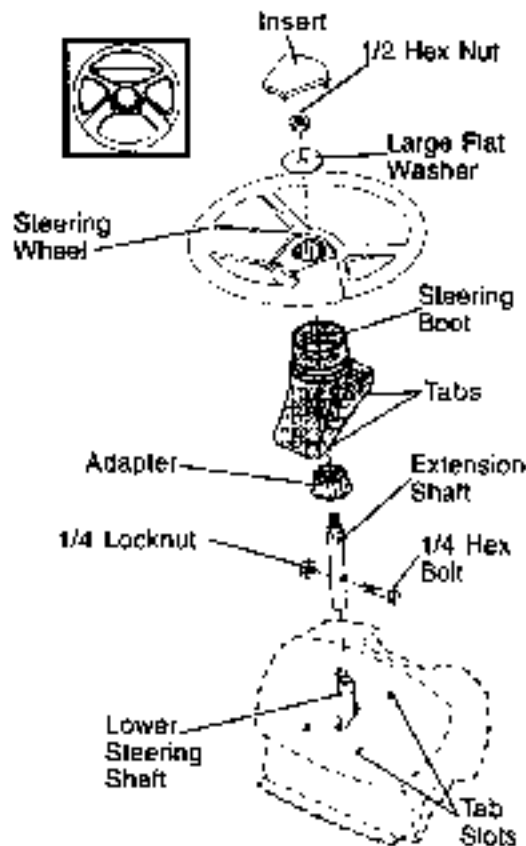 Insert
1/2 Hex Nut
Large Flat
Washer
Steering
Wheel
Steering
Boot
Tabs
Adapter
Extension
Shaft
1/4 Locknut
1/4 Hex
Bolt
Lower
Steering
Shaft
Tab
Slots